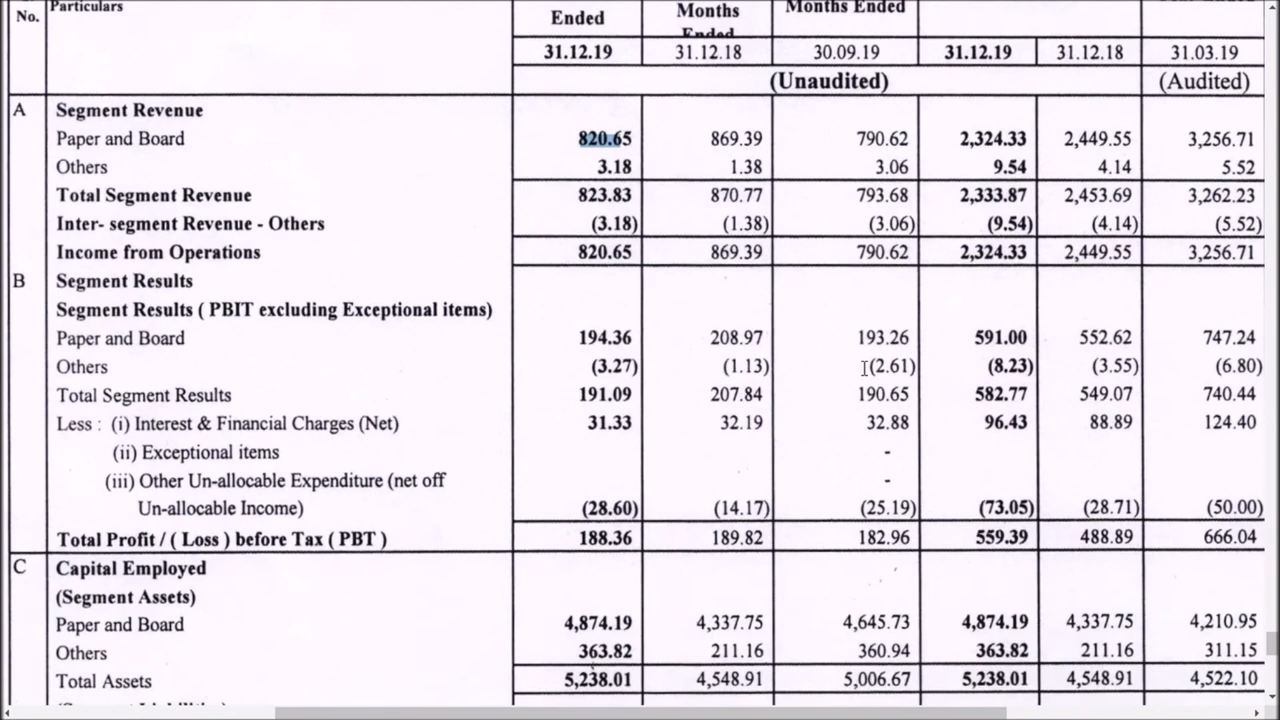 No. Particulars Ended Months Ended Months Ended
31.12.19 31.12.18 30.09.19 31.12.19 31.12.18 31.03.19
(Unaudited) (Audited)
A Segment Revenue
Paper and Board 820.65 869.39 790.62 2,324.33 2,449.55 3,256.71
Others 3.18 1.38 3.06 9.54 4.14 5.52
Total Segment Revenue 823.83 870.77 793.68 2,333.87 2,453.69 3,262.23
Inter- segment Revenue - Others (3.18) (1.38) (3.06) (9.54) (4.14) (5.52)
Income from Operations 820.65 869.39 790.62 2,324.33 2,449.55 3,256.71
B Segment Results
Segment Results ( PBIT excluding Exceptional items)
Paper and Board 194.36 208.97 193.26 591.00 552.62 747.24
Others (3.27) (1.13) (2.61) (8.23) (3.55) (6.80)
Total Segment Results 191.09 207.84 190.65 582.77 549.07 740.44
Less : (i) Interest & Financial Charges (Net) 31.33 32.19 32.88 96.43 88.89 124.40
(ii) Exceptional items -
(iii) Other Un-allocable Expenditure (net off -
Un-allocable Income) (28.60) (14.17) (25.19) (73.05) (28.71) (50.00)
Total Profit / ( Loss ) before Tax ( PBT ) 188.36 189.82 182.96 559.39 488.89 666.04
C Capital Employed
(Segment Assets)
Paper and Board 4,874.19 4,337.75 4,645.73 4,874.19 4,337.75 4,210.95
Others 363.82 211.16 360.94 363.82 211.16 311.15
Total Assets 5,238.01 4,548.91 5,006.67 5,238.01 4,548.91 4,522.10